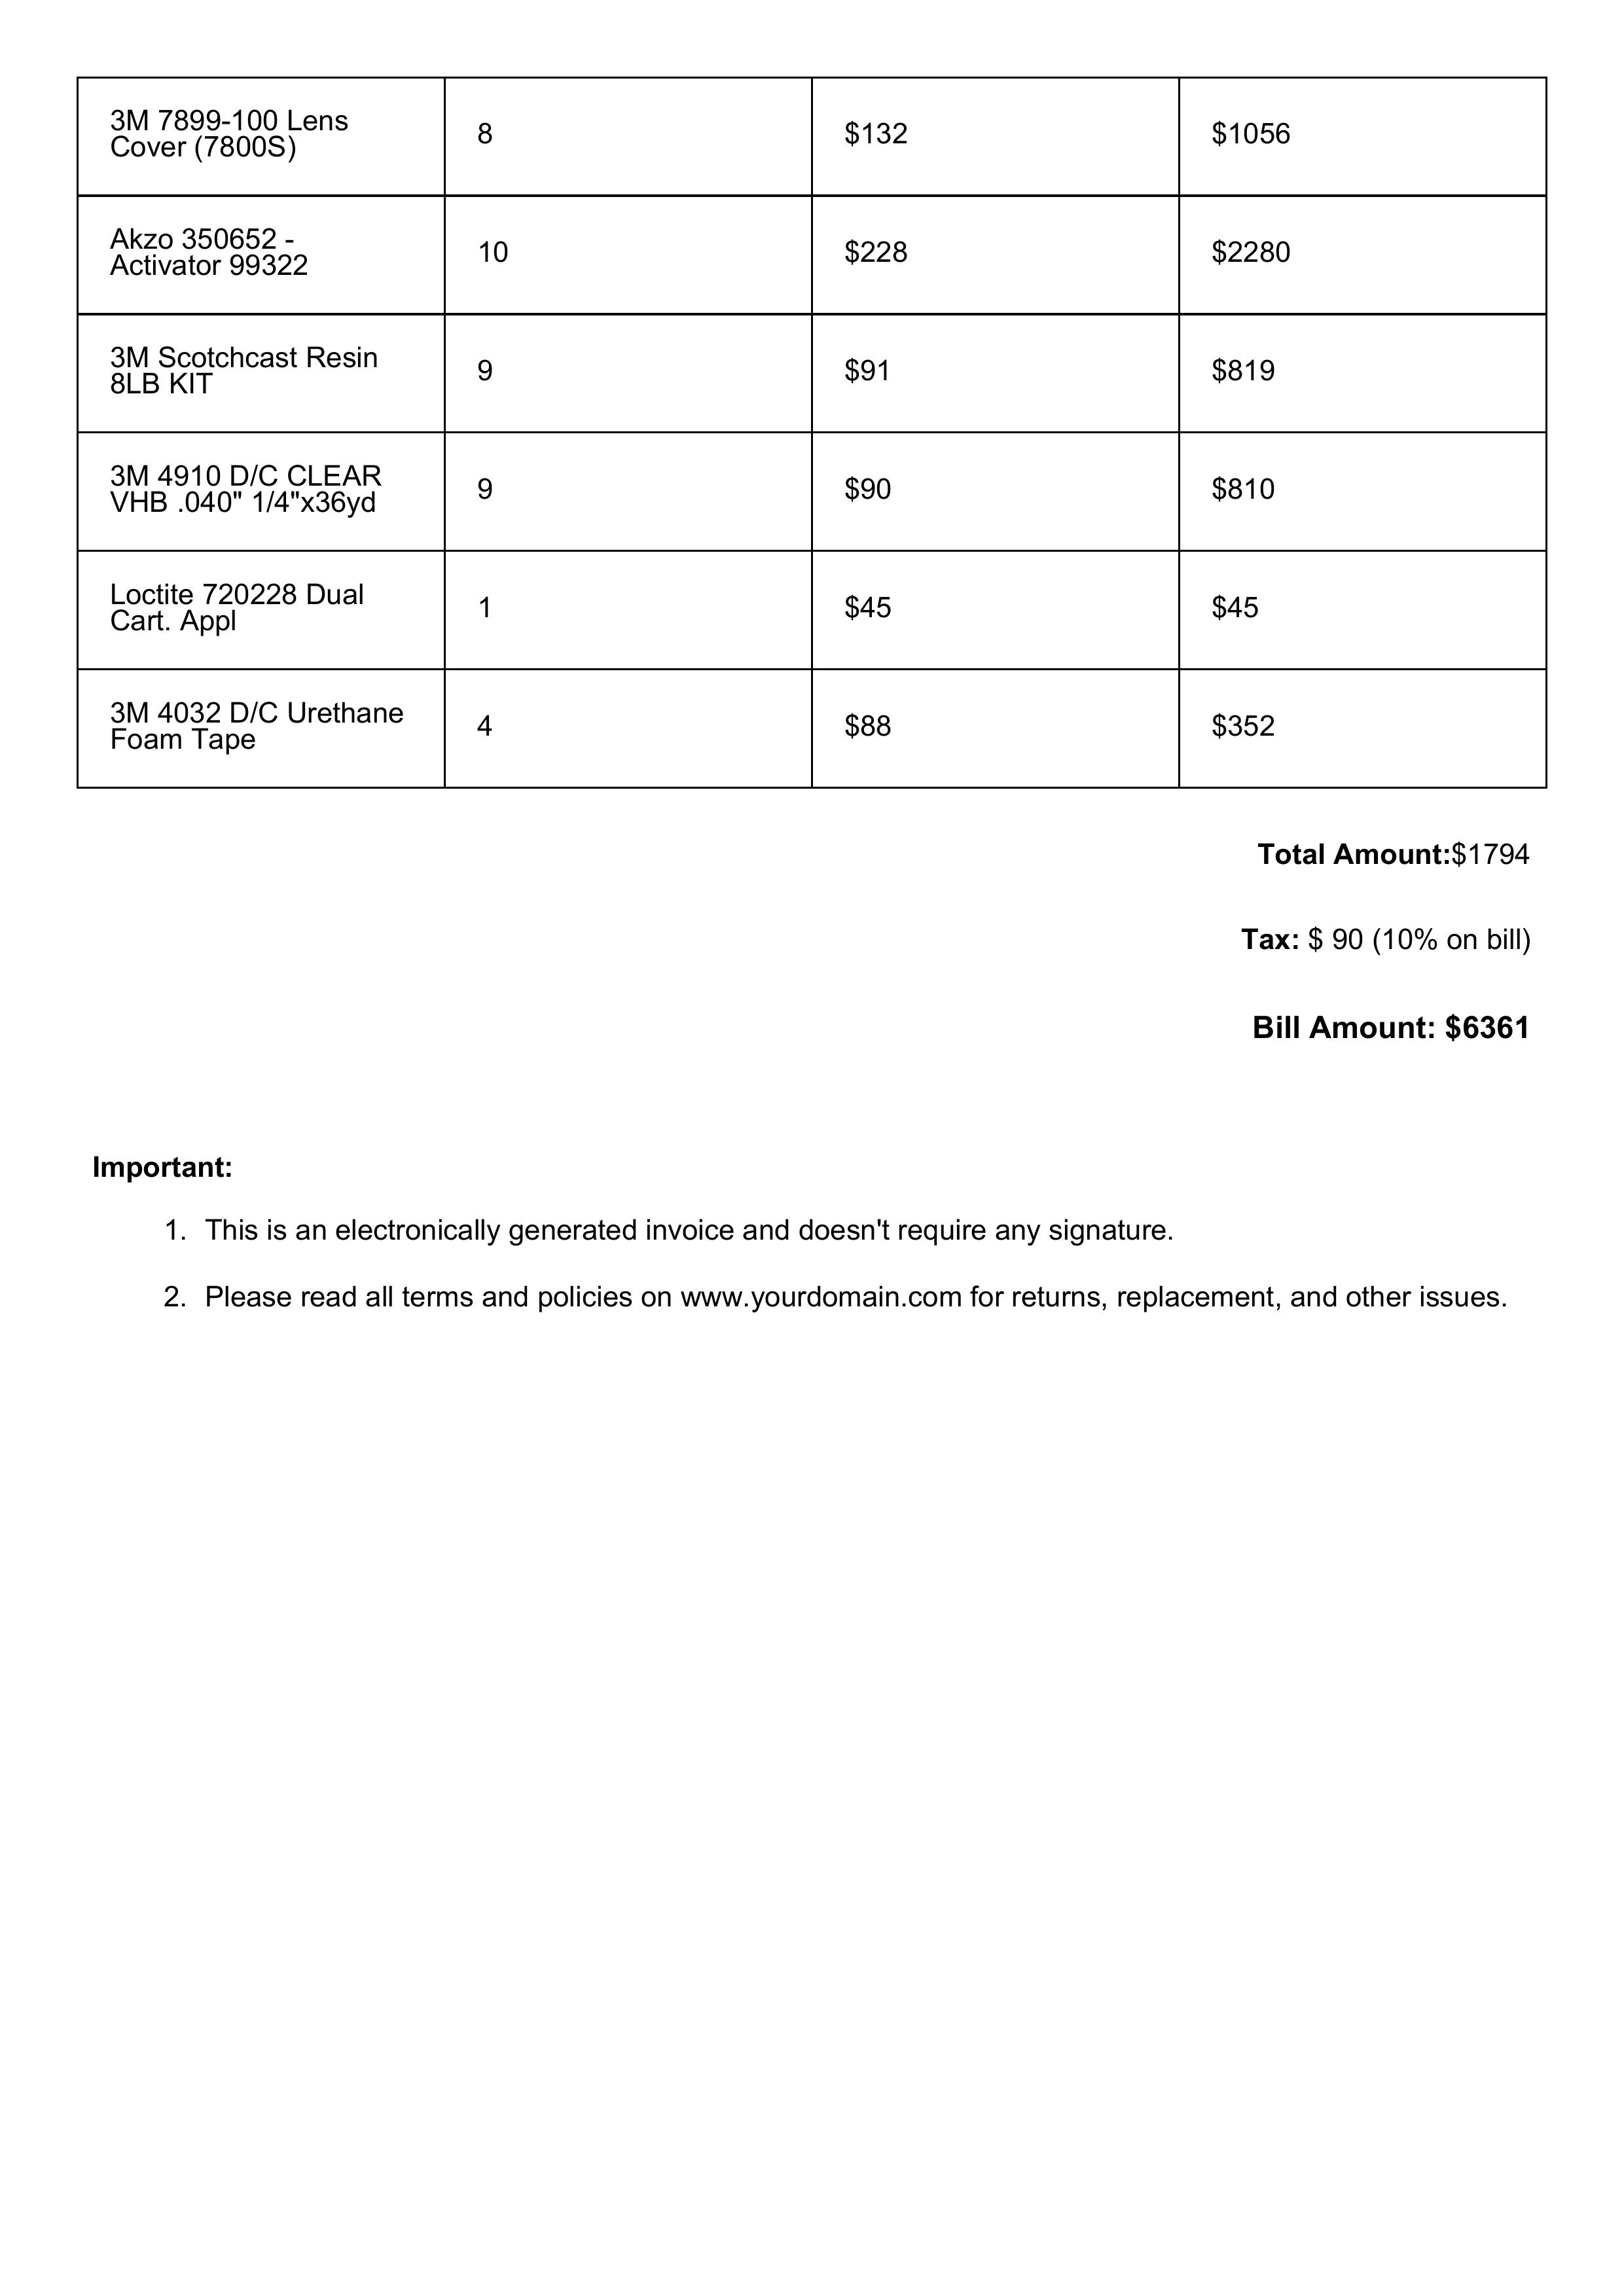 3M 7899-100 Lens
Cover (7800S)
8
$132
$1056
Akzo 350652 -
Activator 99322
10
$228
$2280
3M Scotchcast Resin
8LB KIT
9
$91
$819
3M 4910 D/C CLEAR
VHB .040" 1/4"x36yd
9
$90
$810
Loctite 720228 Dual
Cart. Appl
1
$45
$45
3M 4032 D/C Urethane
Foam Tape
4
$88
$352
Total Amount:$1794
Tax: $ 90 (10% on bill)
Bill Amount: $6361
Important:
1. This is an electronically generated invoice and doesn't require any signature.
2. Please read all terms and policies on www.yourdomain.com for returns, replacement, and other issues.